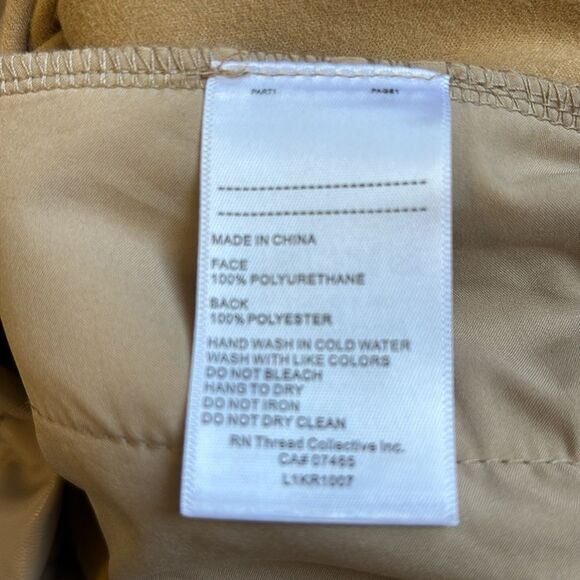 PART1 PAGE1
MADE IN CHINA
FACE
100% POLYURETHANE
BACK
100% POLYESTER
HAND WASH IN COLD WATER
WASH WITH LIKE COLORS
DO NOT BLEACH
HANG TO DRY
DO NOT IRON
DO NOT DRY CLEAN
RN Thread Collective Inc.
CA# 07465
L1KR1007